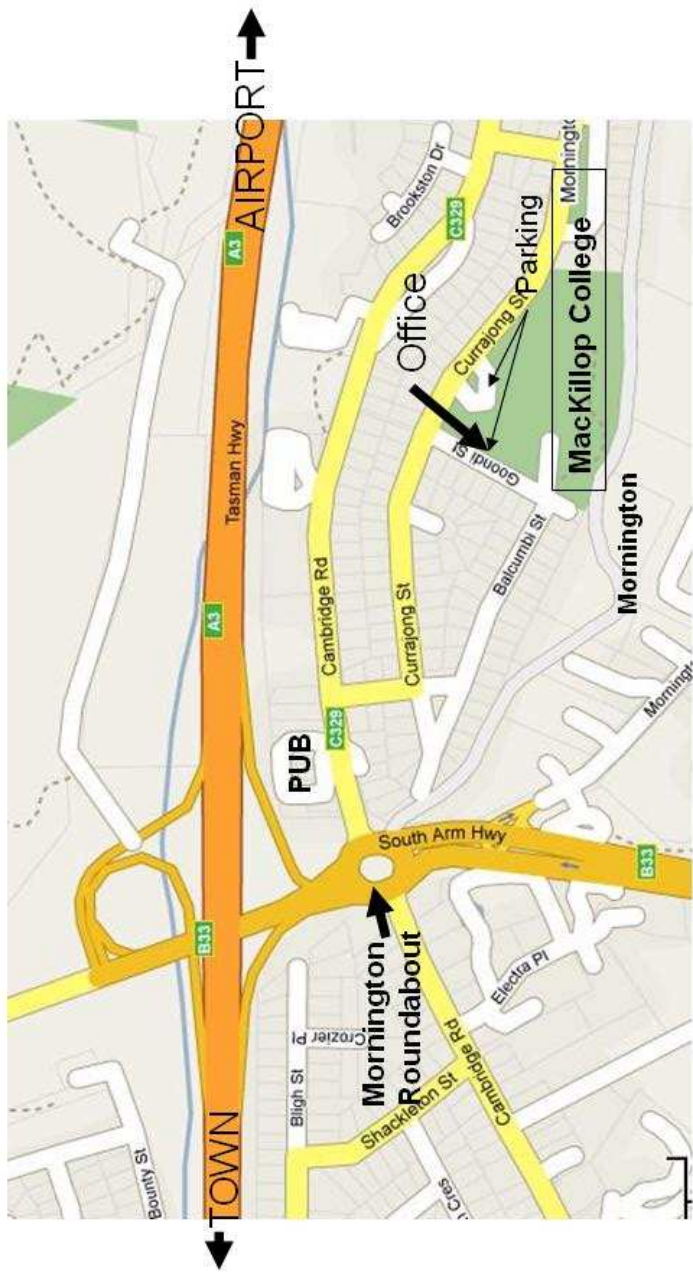 AIRPORT
TOWN
A3
A3
Tasman Hwy
B33
Brookston Dr
C329
Office
Parking
Currajong St
Mornington
MacKillop College
Goondi St
Balcumbi St
Mornington
Cambridge Rd
Currajong St
C329
PUB
South Arm Hwy
B33
Mornington
Roundabout
Electra Pl
Crozier Pl
Bligh St
Shackleton St
Cambridge Rd
Bounty St
Cres